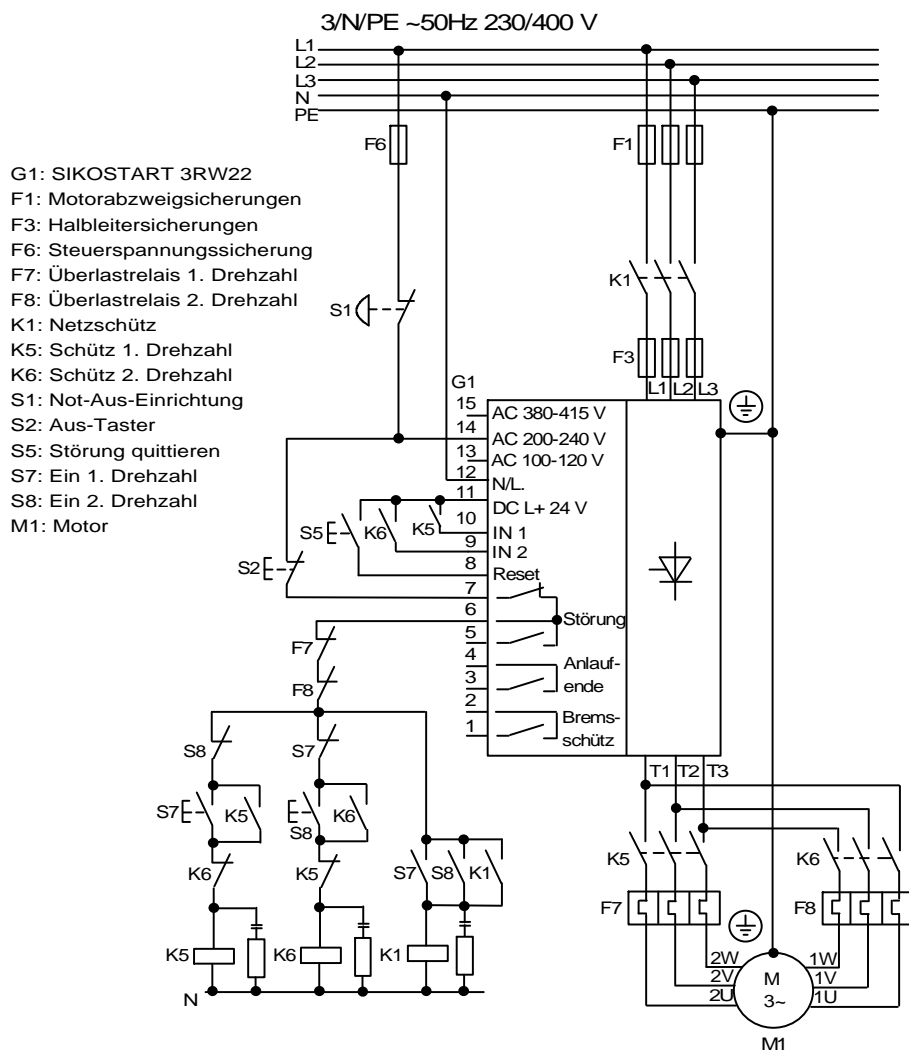 3/N/PE ~50Hz 230/400 V
L1
L2
L3
N
PE
F6
F1
G1: SIKOSTART 3RW22
F1: Motorabzweigsicherungen
F3: Halbleitersicherungen
F6: Steuerspannungssicherung
F7: Überlastrelais 1. Drehzahl
F8: Überlastrelais 2. Drehzahl
K1: Netzschütz
K5: Schütz 1. Drehzahl
K6: Schütz 2. Drehzahl
S1: Not-Aus-Einrichtung
S2: Aus-Taster
S5: Störung quittieren
S7: Ein 1. Drehzahl
S8: Ein 2. Drehzahl
M1: Motor
K1
S1
F3
G1
L1 L2 L3
15 AC 380-415 V
14 AC 200-240 V
13 AC 100-120 V
12 N/L.
11 DC L+ 24 V
10 IN 1
9 IN 2
8 Reset
7
6 Störung
5
4 Anlauf-
3 ende
2 Brems-
1 schütz
S5 K6 K5
S2
F7
F8
S8 S7
S7 K5 S8 K6
K6 K5 S7 S8 K1
K5 K6 K1
N
T1 T2 T3
K5 K6
F7 F8
2W 1W
2V M 1V
2U 3~ 1U
M1